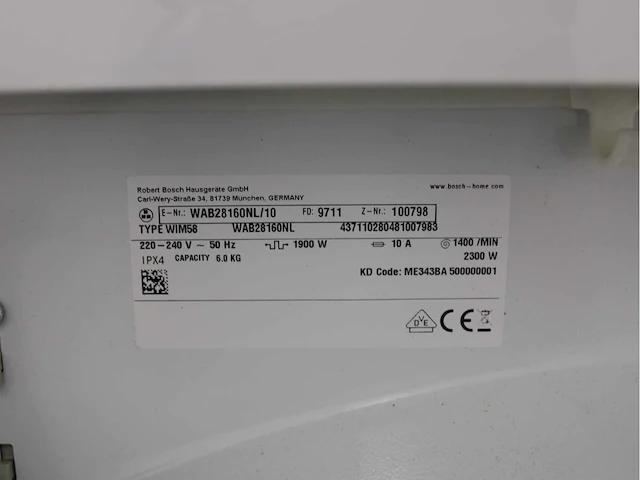 Robert Bosch Hausgeräte GmbH
www.bosch-home.com
Carl-Wery-Straße 34, 81739 München, GERMANY
E-Nr.: WAB28160NL/10 FD: 9711 Z-Nr.: 100798
TYPE WIM58 WAB28160NL 437110280481007983
220-240 V ~ 50 Hz 1900 W 10 A 1400 /MIN
2300 W
IPX4 CAPACITY 6.0 KG
KD Code: ME343BA 500000001
DVE CE